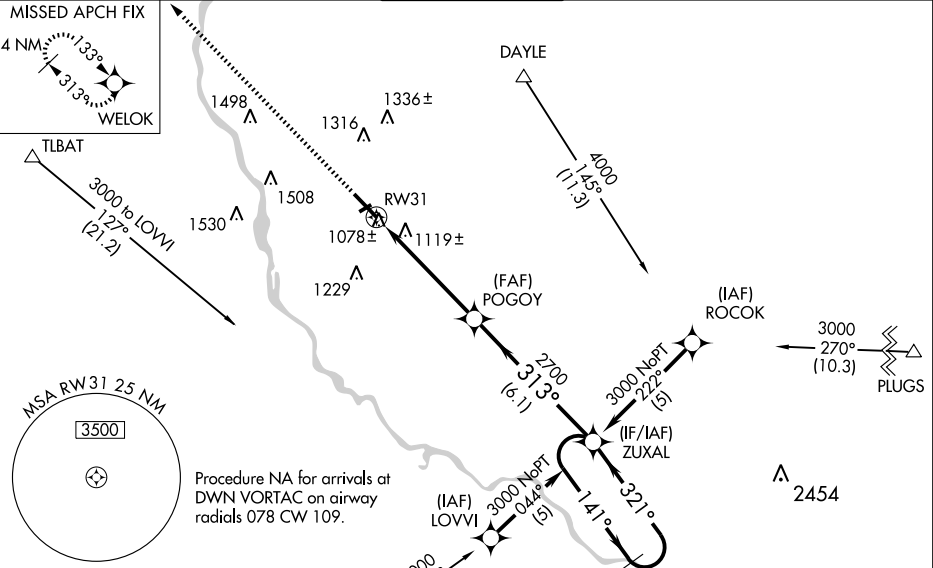 MISSED APCH FIX
4 NM
133°
313°
WELOK
DAYLE
1498
1336±
1316
TLBAT
4000
145°
(11.3)
3000 to LOVVI
127°
(21.2)
1508
1530
RW31
1078±
1119±
1229
(FAF)
POGOY
(IAF)
ROCOK
3000
270°
(10.3)
PLUGS
2700
313°
(6.1)
3000 NoPT
222°
(5)
MSA RW31 25 NM
3500
(IF/IAF)
ZUXAL
Procedure NA for arrivals at
DWN VORTAC on airway
radials 078 CW 109.
(IAF)
LOVVI
3000 NoPT
044°
(5)
141°
321°
2454